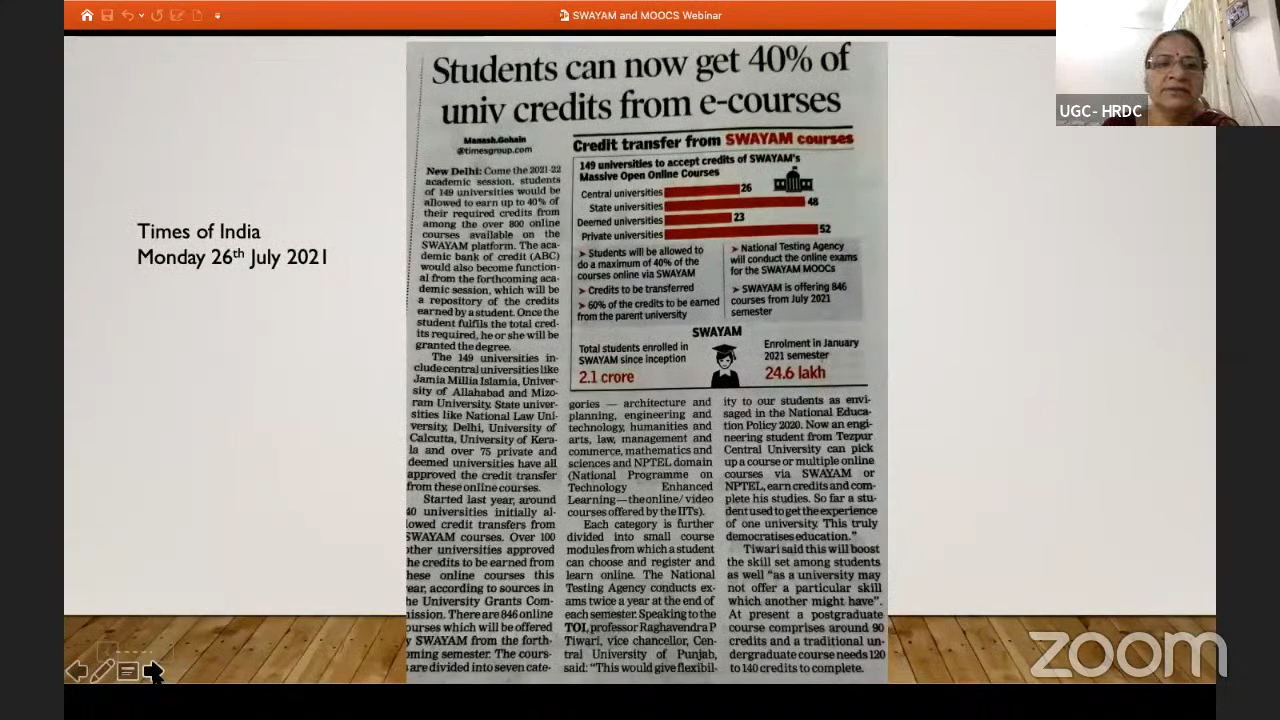 SWAYAM and MOOCS Webinar
UGC- HRDC
Times of India
Monday 26th July 2021
Students can now get 40% of
univ credits from e-courses
Manash.Gohain
@timesgroup.com
New Delhi: Come the 2021-22
academic session, students
of 149 universities would be
allowed to earn up to 40% of
their required credits from
among the over 800 online
courses available on the
SWAYAM platform. The aca-
demic bank of credit (ABC)
would also become function-
al from the forthcoming aca-
demic session, which will be
a repository of the credits
earned by a student. Once the
student fulfils the total cred-
its required, he or she will be
granted the degree.
The 149 universities in-
clude central universities like
Jamia Millia Islamia, Univer-
sity of Allahabad and Mizo-
ram University. State univer-
sities like National Law Uni-
versity, Delhi, University of
Calcutta, University of Kera-
la and over 75 private and
deemed universities have all
approved the credit transfer
from these online courses.
Started last year, around
40 universities initially al-
lowed credit transfers from
SWAYAM courses. Over 100
other universities approved
he credits to be earned from
hese online courses this
ear, according to sources in
he University Grants Com-
ission. There are 846 online
ourses which will be offered
y SWAYAM from the forth-
oming semester. The cours-
are divided into seven cate-
Credit transfer from SWAYAM courses
149 universities to accept credits of SWAYAM's
Massive Open Online Courses
Central universities 26
State universities 48
Deemed universities 23
Private universities 52
➤ Students will be allowed to
do a maximum of 40% of the
courses online via SWAYAM
➤ Credits to be transferred
➤ 60% of the credits to be earned
from the parent university
➤ National Testing Agency
will conduct the online exams
for the SWAYAM MOOCs
➤ SWAYAM is offering 846
courses from July 2021
semester
SWAYAM
Total students enrolled in
SWAYAM since inception
2.1 crore
Enrolment in January
2021 semester
24.6 lakh
gories — architecture and
planning, engineering and
technology, humanities and
arts, law, management and
commerce, mathematics and
sciences and NPTEL domain
(National Programme on
Technology Enhanced
Learning—the online/video
courses offered by the IITs).
Each category is further
divided into small course
modules from which a student
can choose and register and
learn online. The National
Testing Agency conducts ex-
ams twice a year at the end of
each semester. Speaking to the
TOI, professor Raghavendra P
Tiwari, vice chancellor, Cen-
tral University of Punjab,
said: "This would give flexibil-
ity to our students as envi-
saged in the National Educa-
tion Policy 2020. Now an engi-
neering student from Tezpur
Central University can pick
up a course or multiple online
courses via SWAYAM or
NPTEL, earn credits and com-
plete his studies. So far a stu-
dent used to get the experience
of one university. This truly
democratises education."
Tiwari said this will boost
the skill set among students
as well "as a university may
not offer a particular skill
which another might have".
At present a postgraduate
course comprises around 90
credits and a traditional un-
dergraduate course needs 120
to 140 credits to complete.
zoom